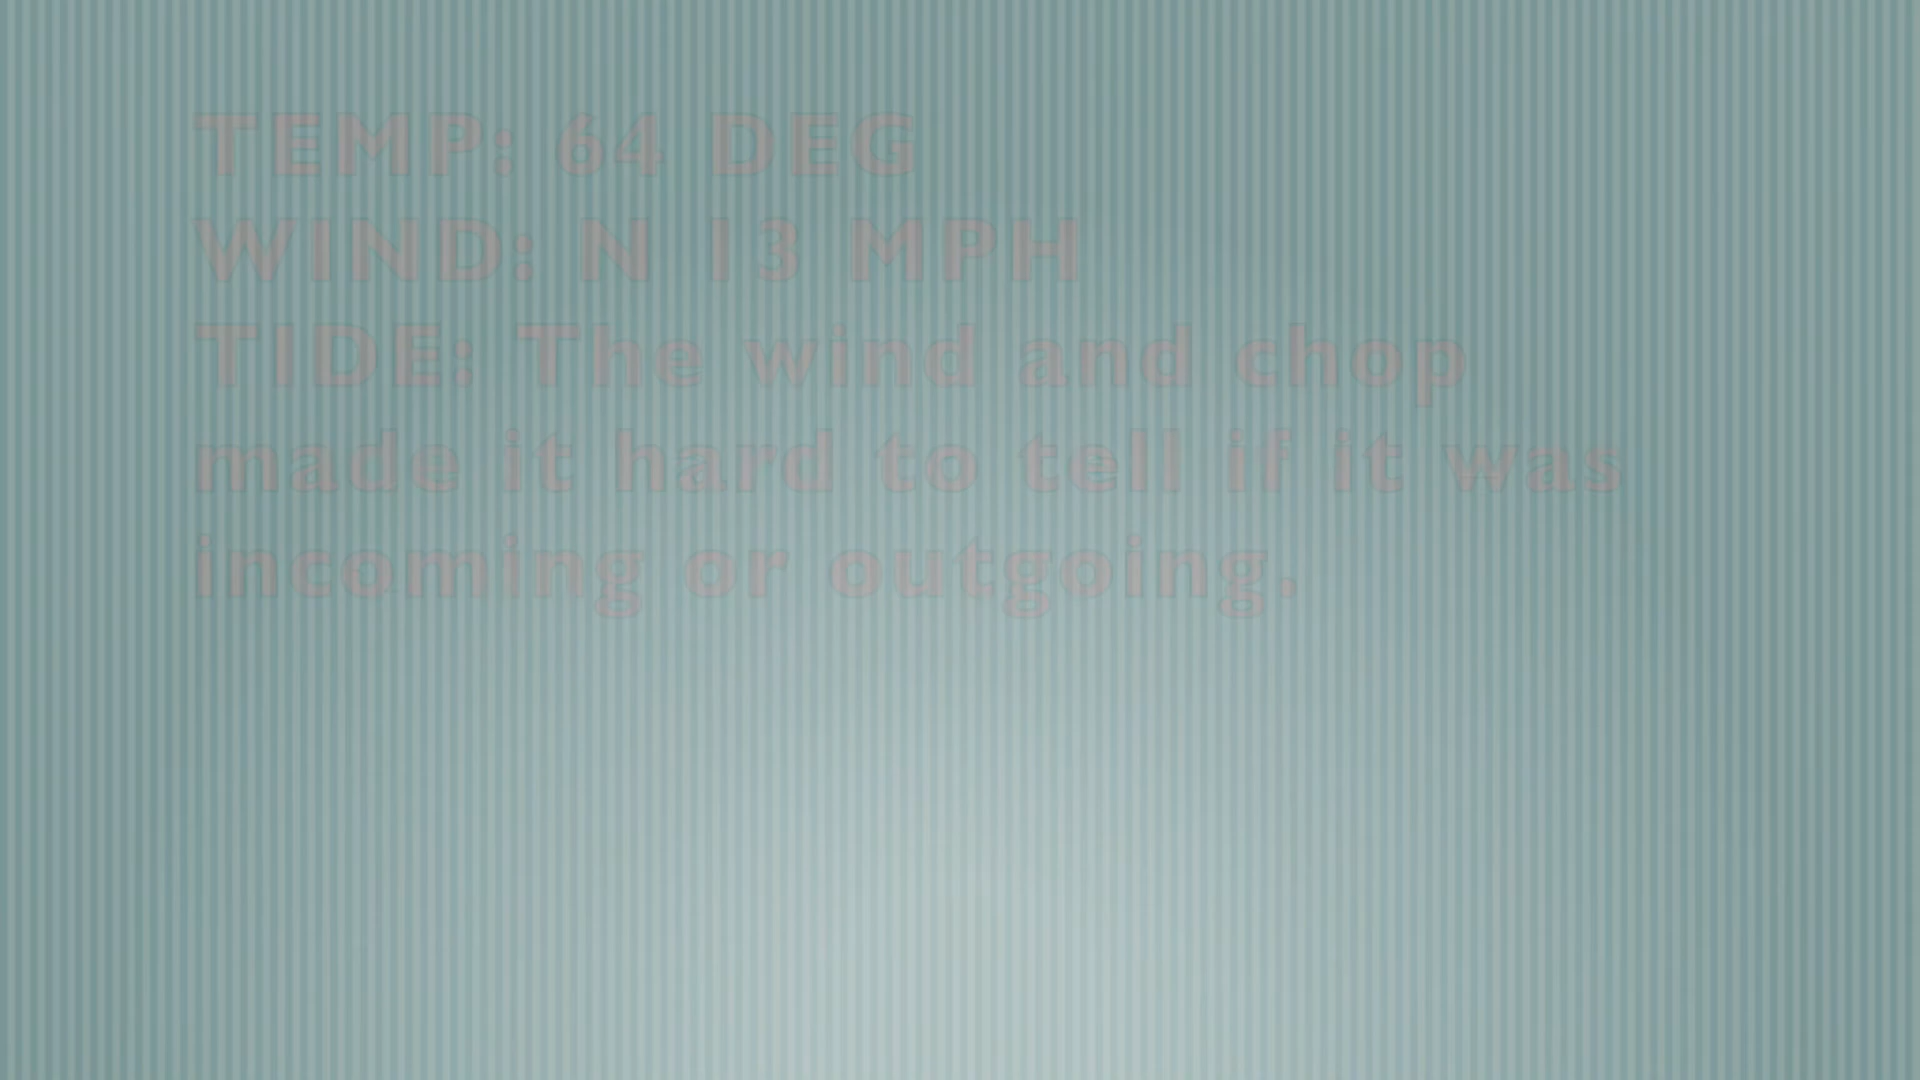 TEMP: 64 DEG
WIND: N 13 MPH
TIDE: The wind and chop
made it hard to tell if it was
incoming or outgoing.